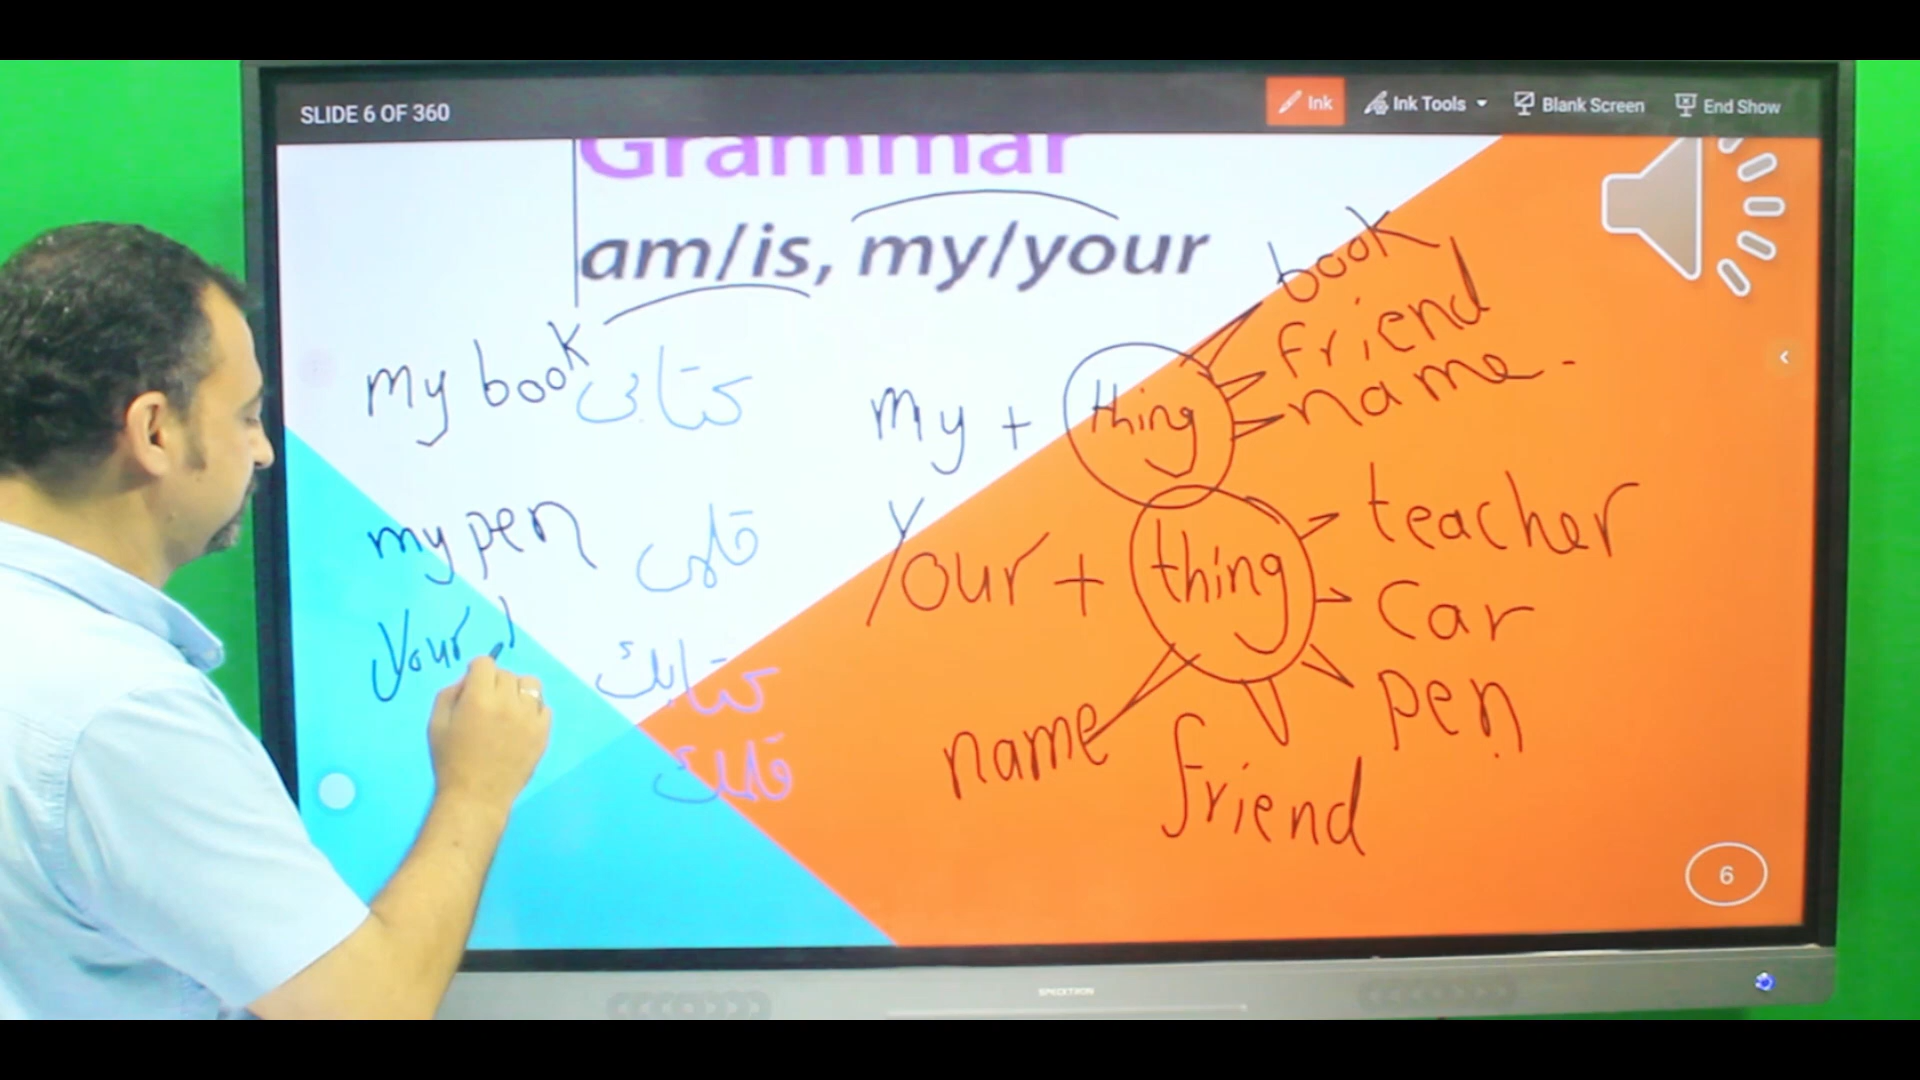 SLIDE 6 OF 360
Ink
Ink Tools
Blank Screen
End Show
Grammar
am/is, my/your
my book كتابي
my pen قلمي
your
كتابك
قلمك
my + thing
book
friend
name
Your + thing
teacher
car
pen
friend
name
6
SPECKTRON